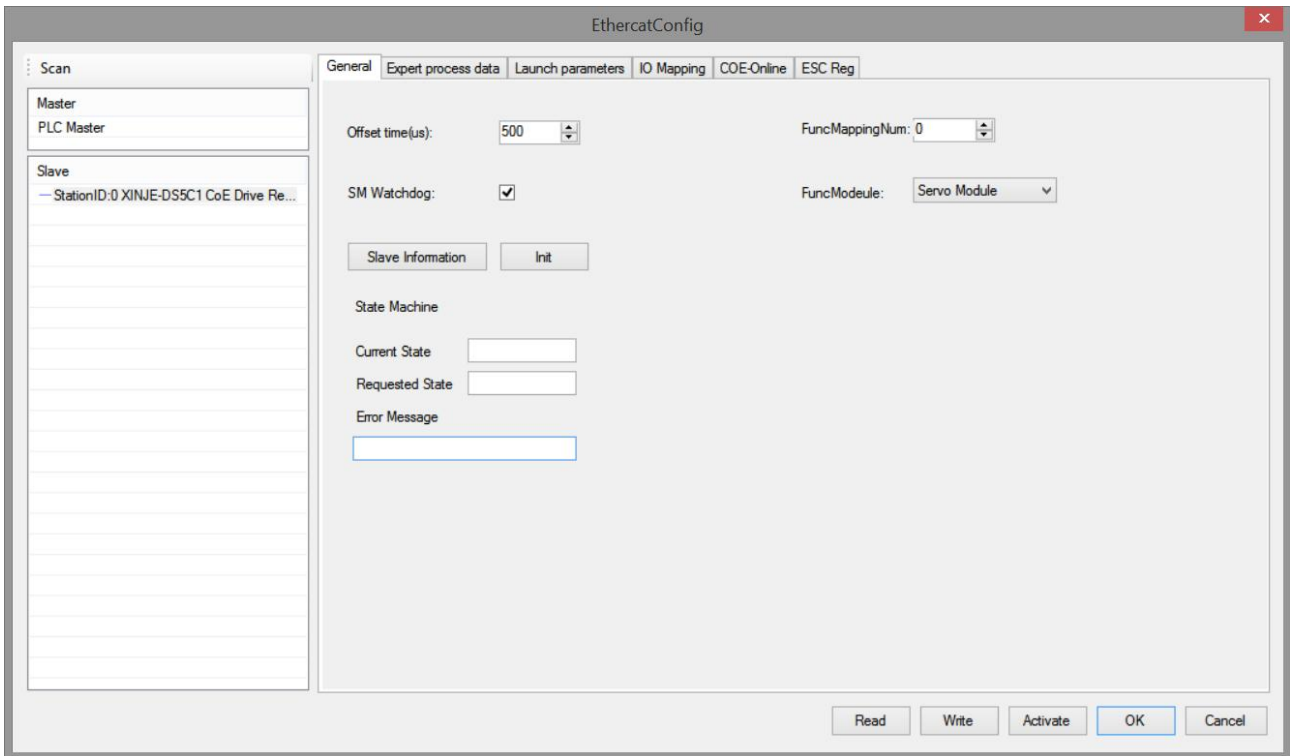 EthercatConfig
Scan
Master
PLC Master
Slave
StationID:0 XINJE-DS5C1 CoE Drive Re...
General Expert process data Launch parameters IO Mapping COE-Online ESC Reg
Offset time(us): 500 FuncMappingNum: 0
SM Watchdog: FuncModeule: Servo Module
Slave Information Init
State Machine
Current State
Requested State
Error Message
Read Write Activate OK Cancel